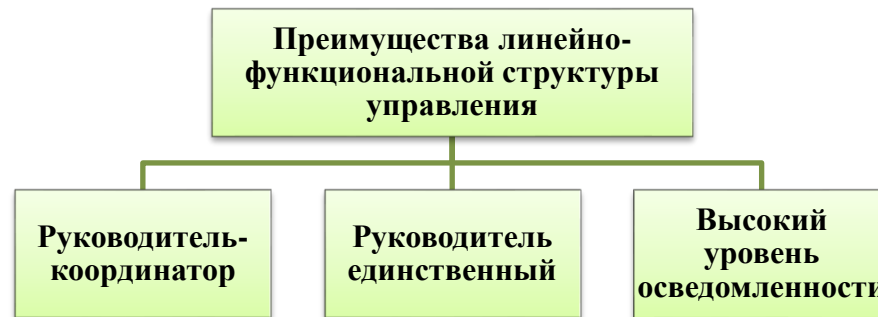 Преимущества линейно-
функциональной структуры
управления
Руководитель-
координатор
Руководитель
единственный
Высокий
уровень
осведомленности